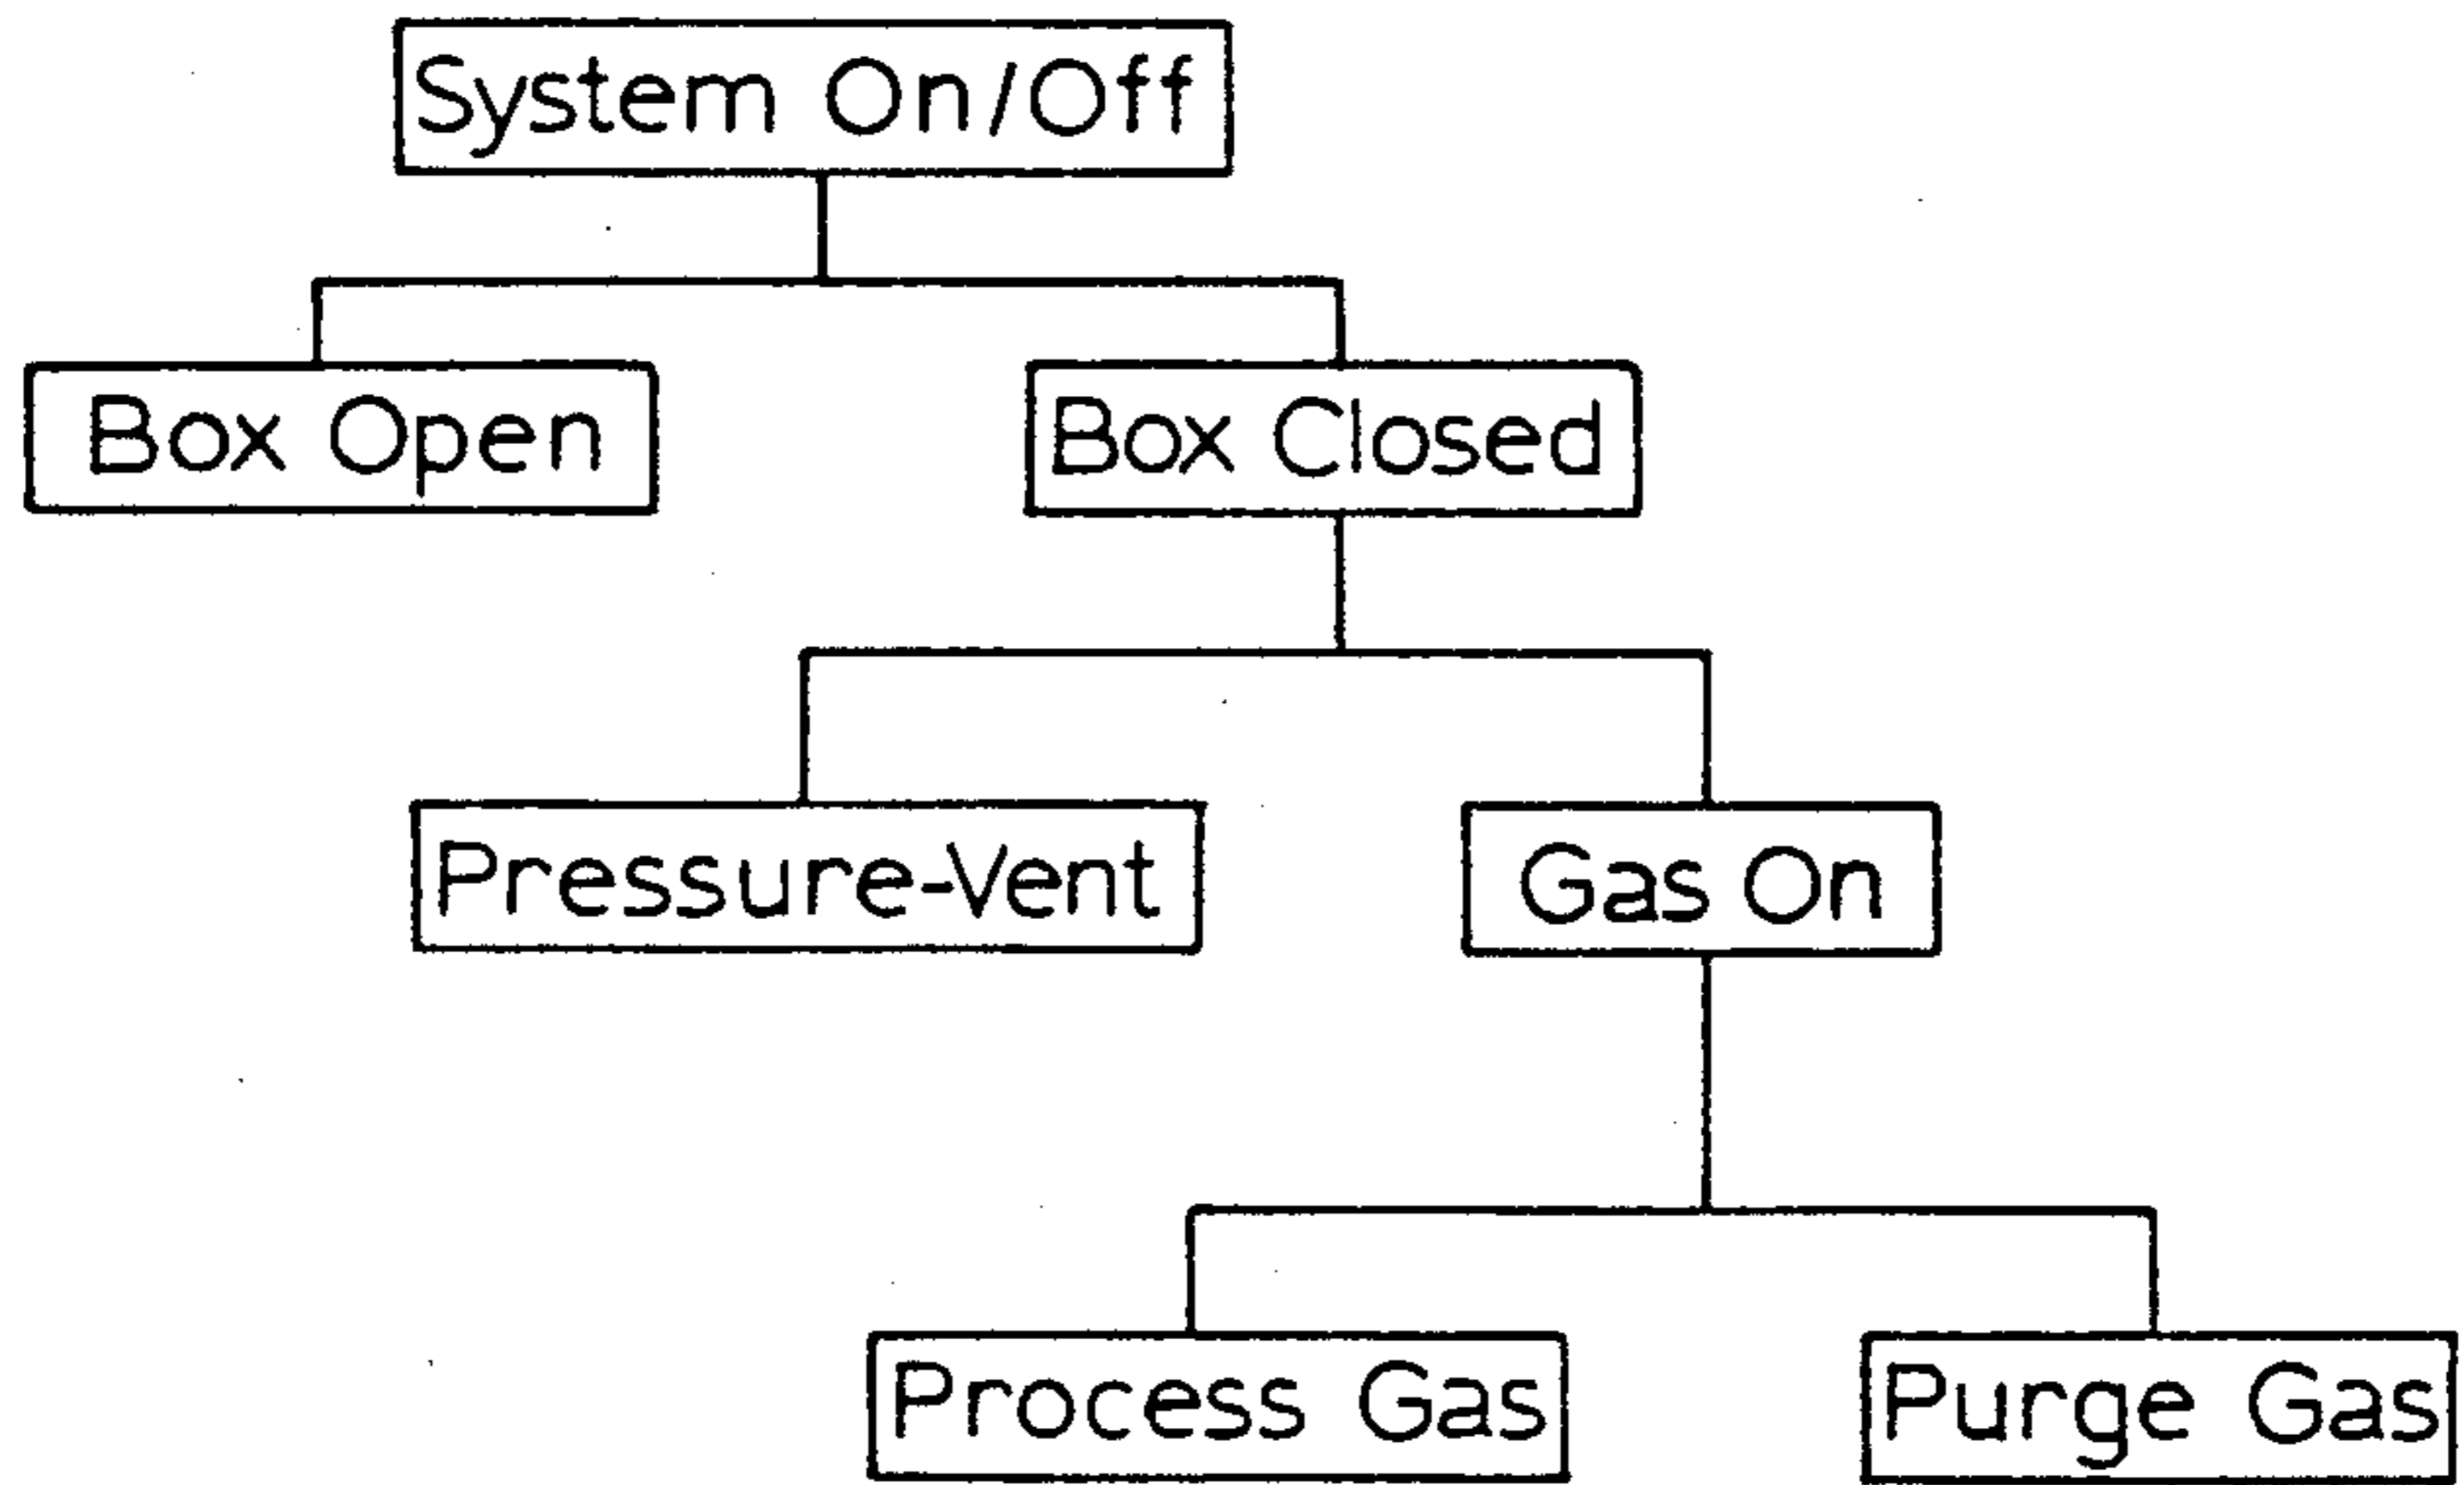 System On/Off
Box Open
Box Closed
Pressure-Vent
Gas On
Process Gas
Purge Gas